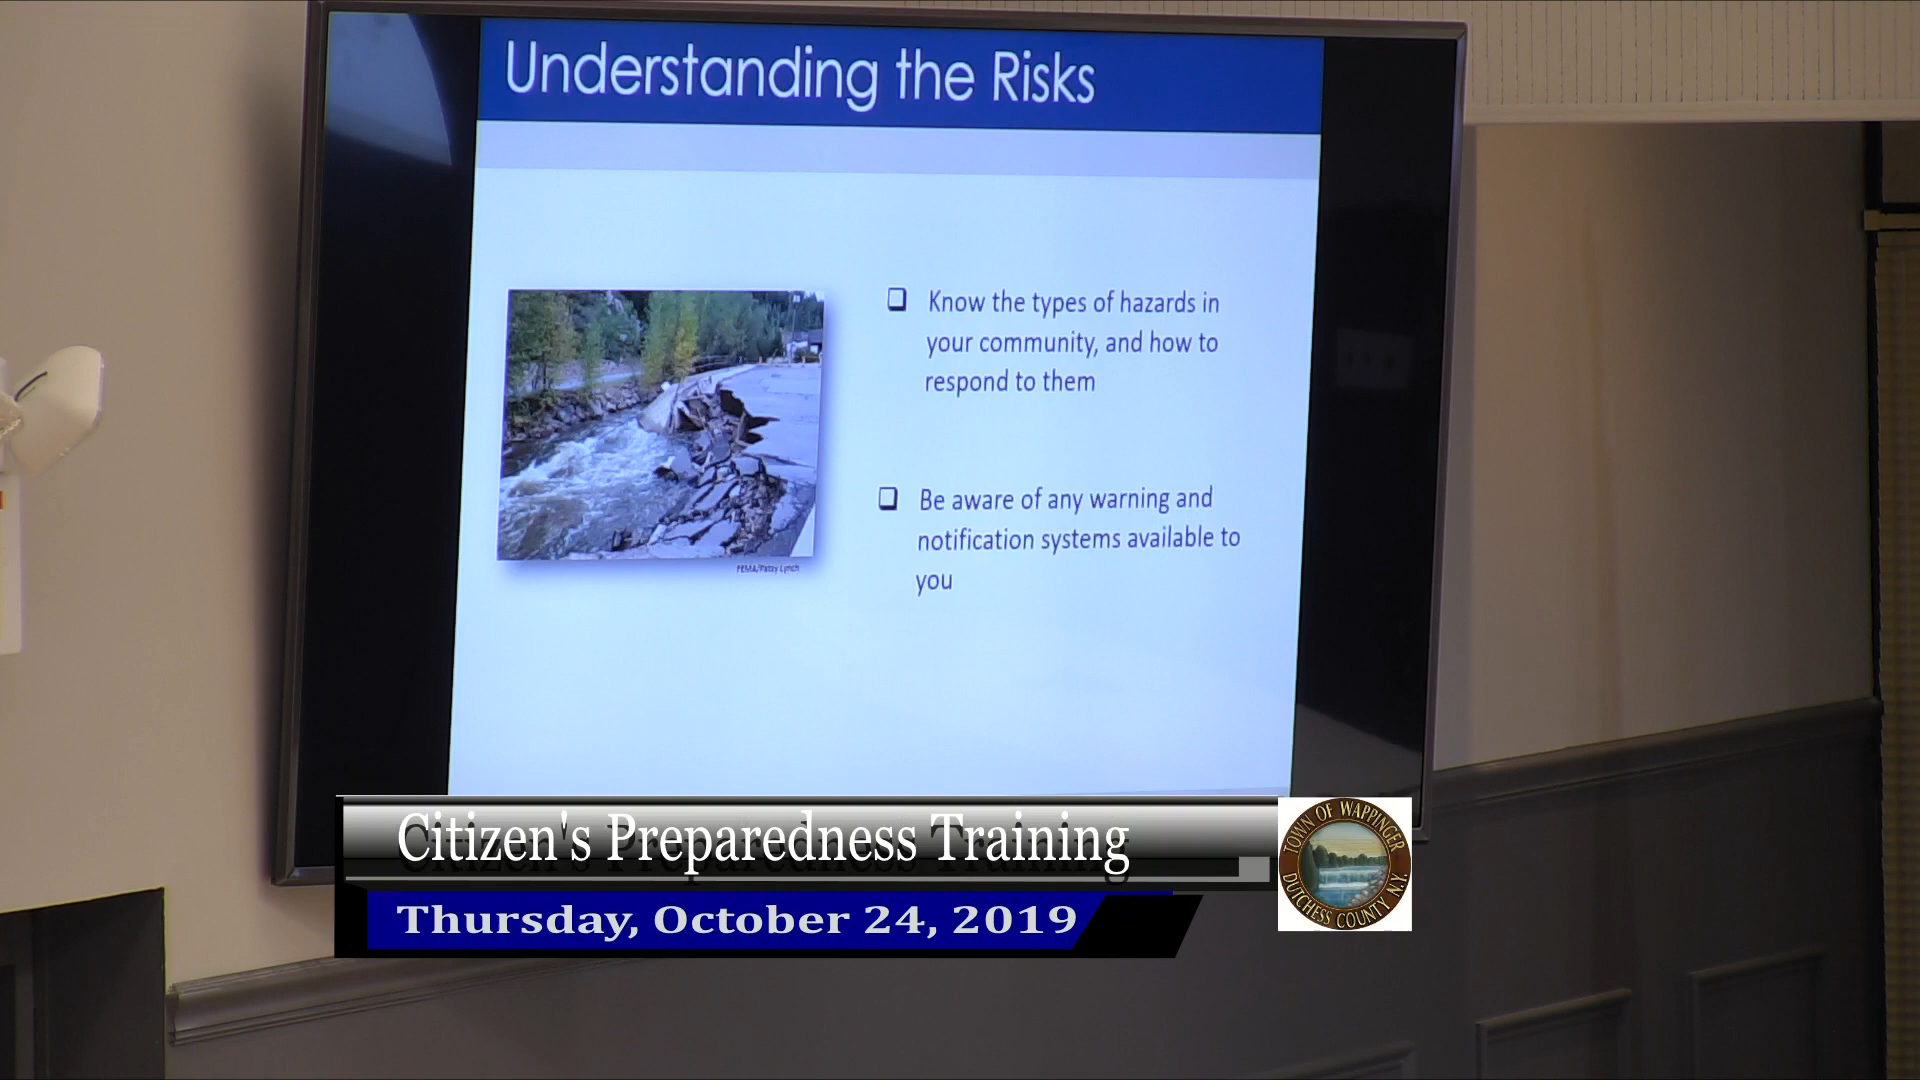 Understanding the Risks
Know the types of hazards in
your community, and how to
respond to them
Be aware of any warning and
notification systems available to
you
FEMA/Patsy Lynch
Citizen's Preparedness Training
Thursday, October 24, 2019
TOWN OF WAPPINGER
DUTCHESS COUNTY N.Y.